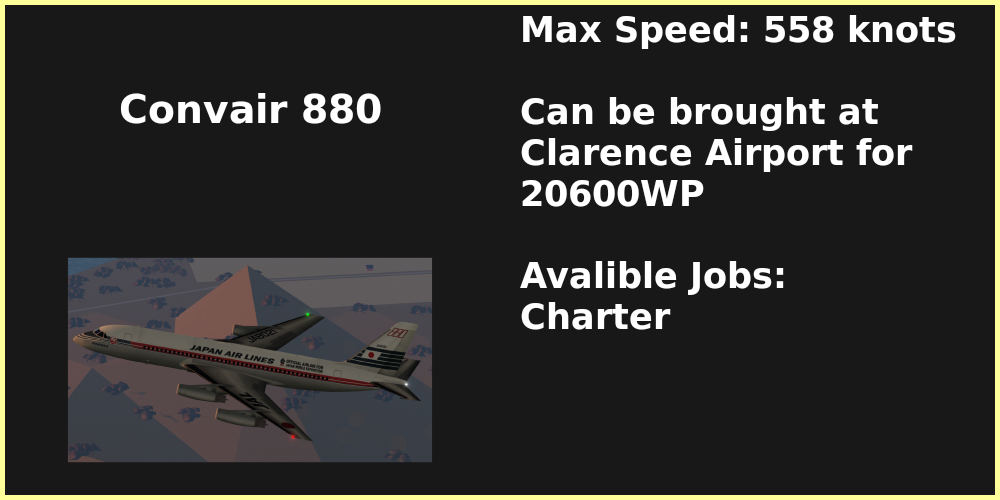 Max Speed: 558 knots
Convair 880
Can be brought at
Clarence Airport for
20600WP
Avalible Jobs:
Charter
JAPAN AIR LINES
JAL